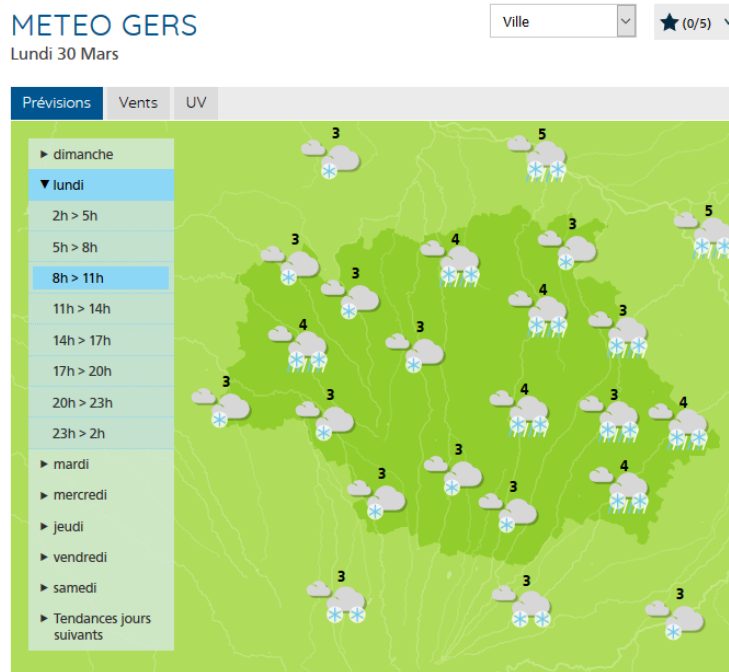 METEO GERS
Lundi 30 Mars
Ville
(0/5)
Prévisions
Vents
UV
dimanche
lundi
2h > 5h
5h > 8h
8h > 11h
11h > 14h
14h > 17h
17h > 20h
20h > 23h
23h > 2h
mardi
mercredi
jeudi
vendredi
samedi
Tendances jours
suivants
3
5
5
3
4
3
3
4
3
4
3
3
3
4
3
4
3
3
4
3
3
3
3